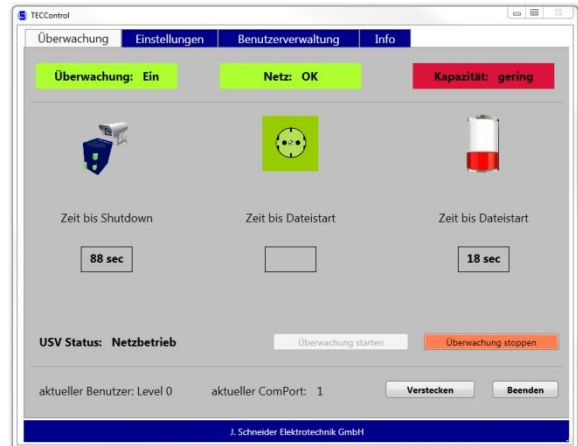 TECControl
Überwachung Einstellungen Benutzerverwaltung Info
Überwachung: Ein Netz: OK Kapazität: gering
Zeit bis Shutdown Zeit bis Dateistart Zeit bis Dateistart
88 sec 18 sec
USV Status: Netzbetrieb Überwachung starten Überwachung stoppen
aktueller Benutzer: Level 0 aktueller ComPort: 1 Verstecken Beenden
J. Schneider Elektrotechnik GmbH